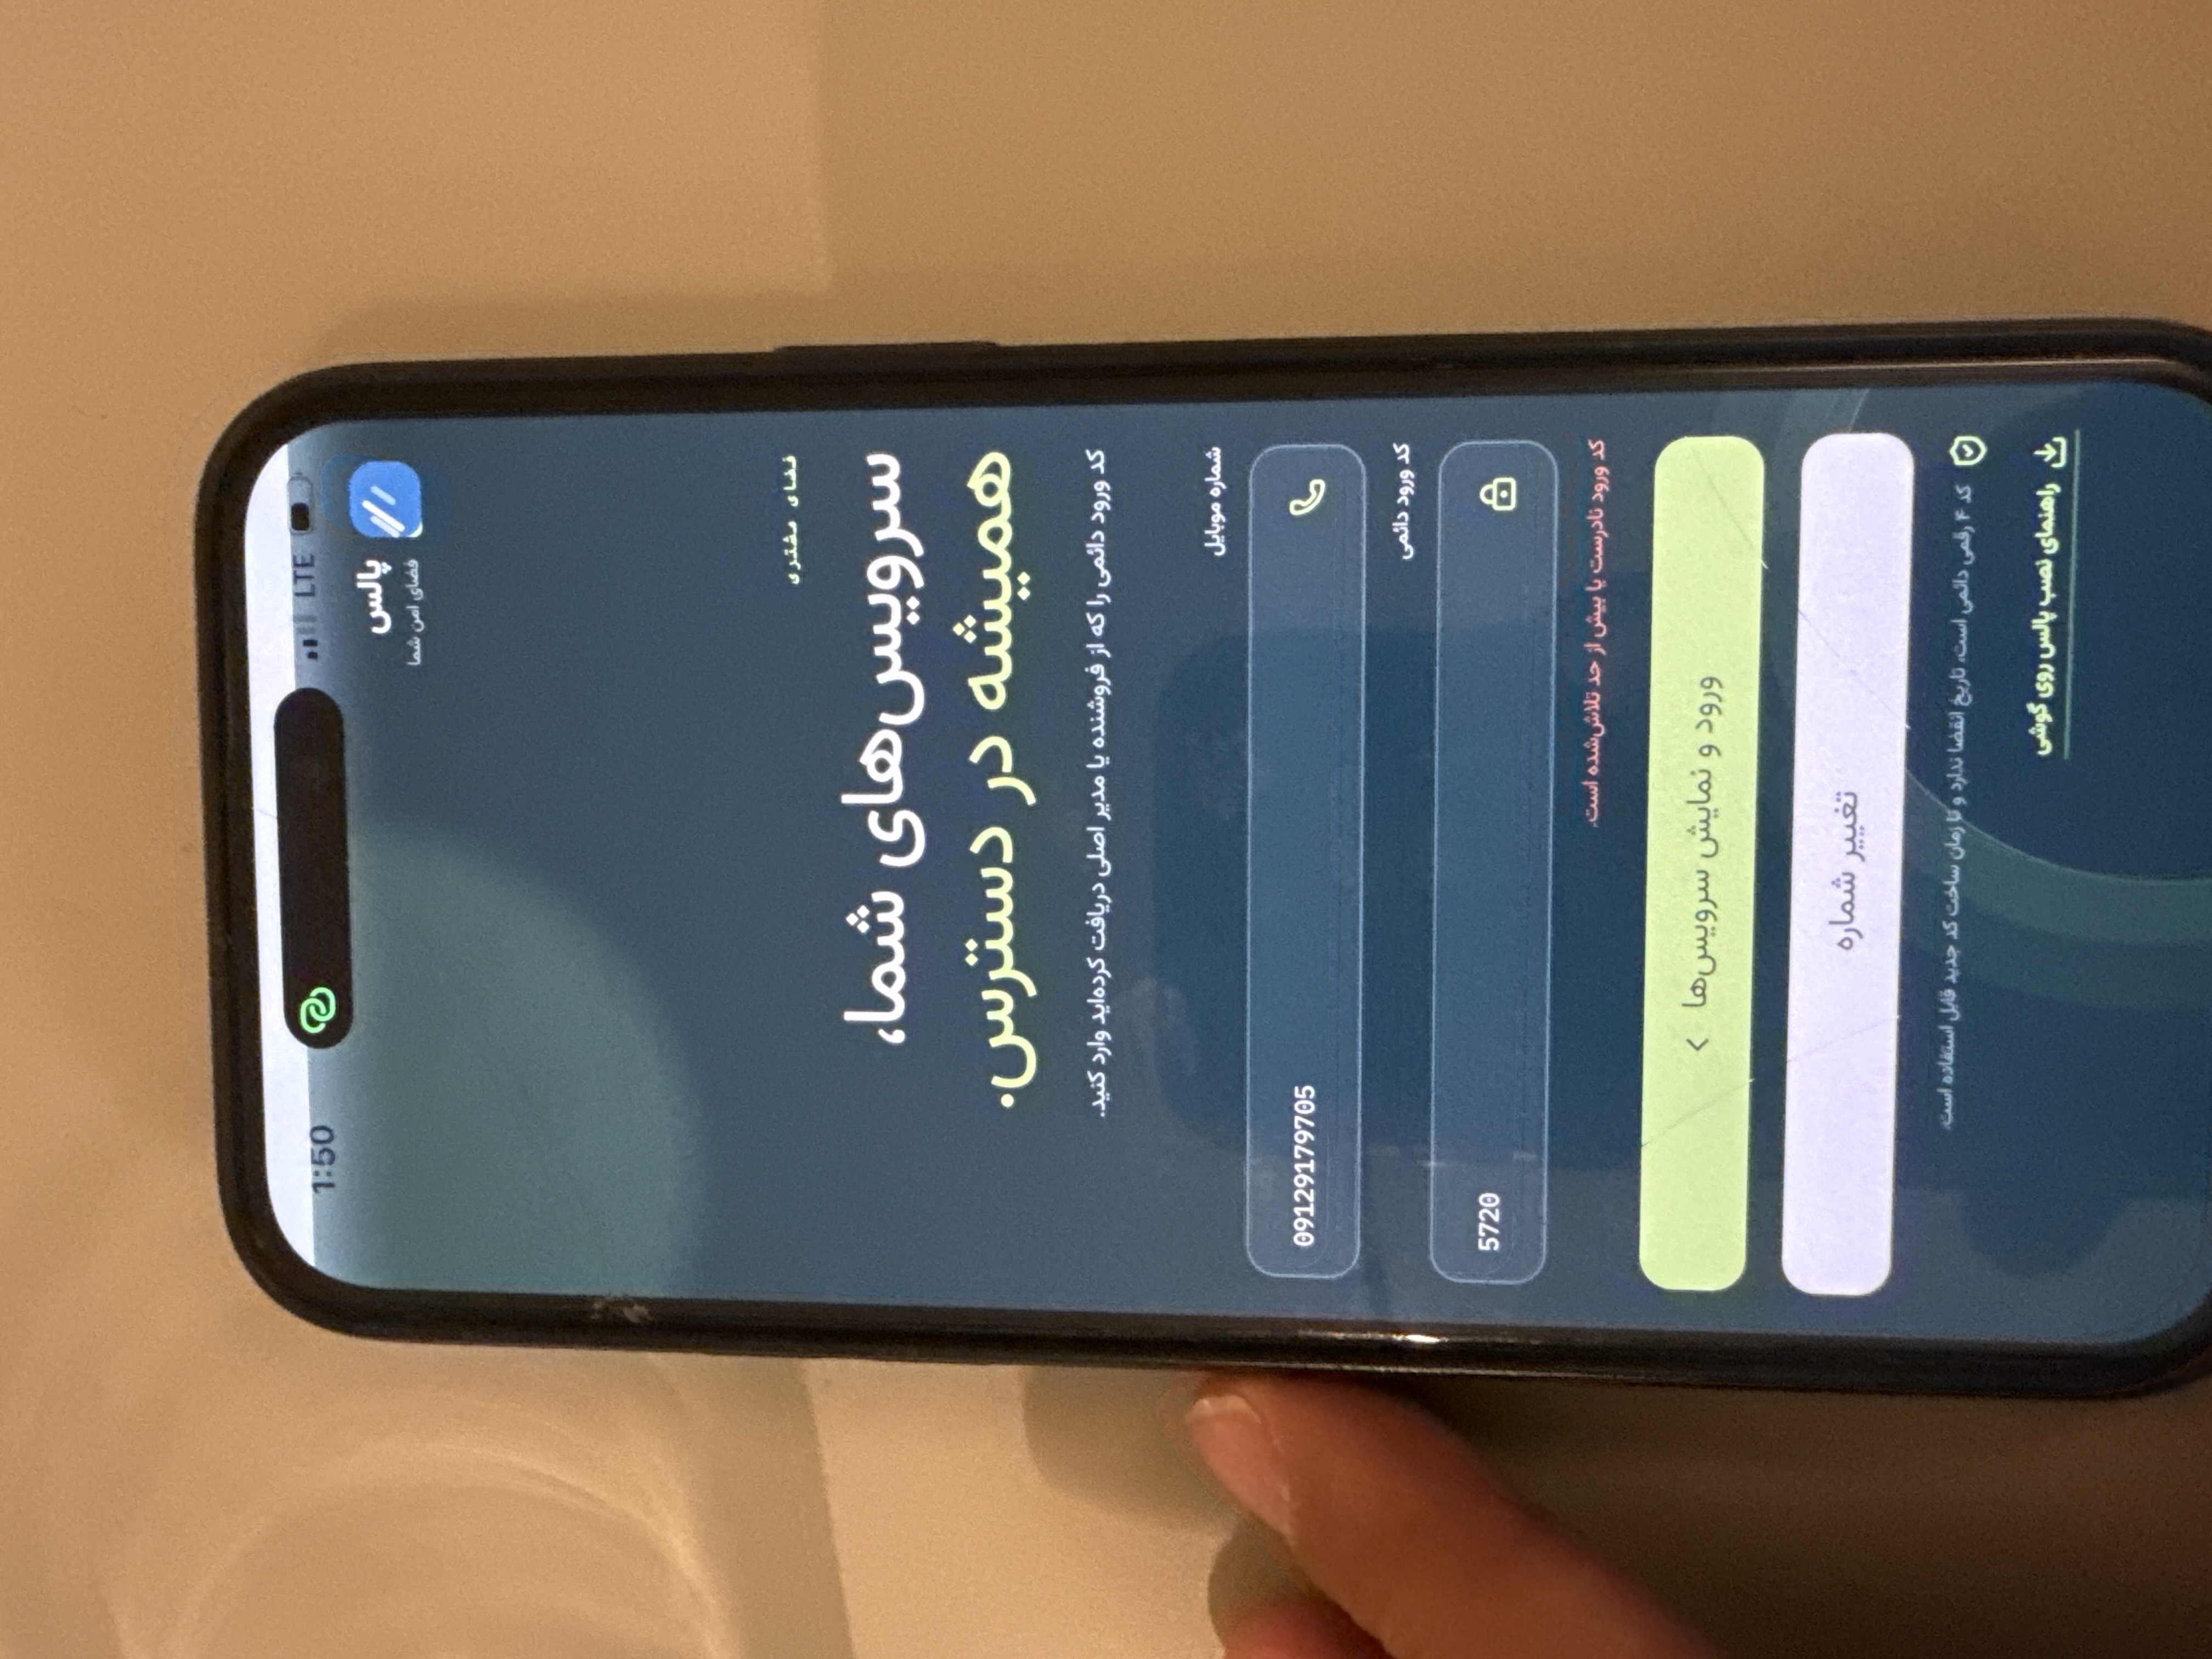 1:50
LTE
پالس
فضای امن شما
فضای مشتری
سرویس‌های شما،
همیشه در دسترس.
کد ورود دائمی را که از فروشنده یا مدیر اصلی دریافت کرده‌اید وارد کنید.
شماره موبایل
09129179705
کد ورود دائمی
5720
کد ورود نادرست یا بیش از حد تلاش‌شده است.
ورود و نمایش سرویس‌ها
تغییر شماره
کد ۴ رقمی دائمی است، تاریخ انقضا ندارد و تا زمان ساخت کد جدید قابل استفاده است.
راهنمای نصب پالس روی گوشی